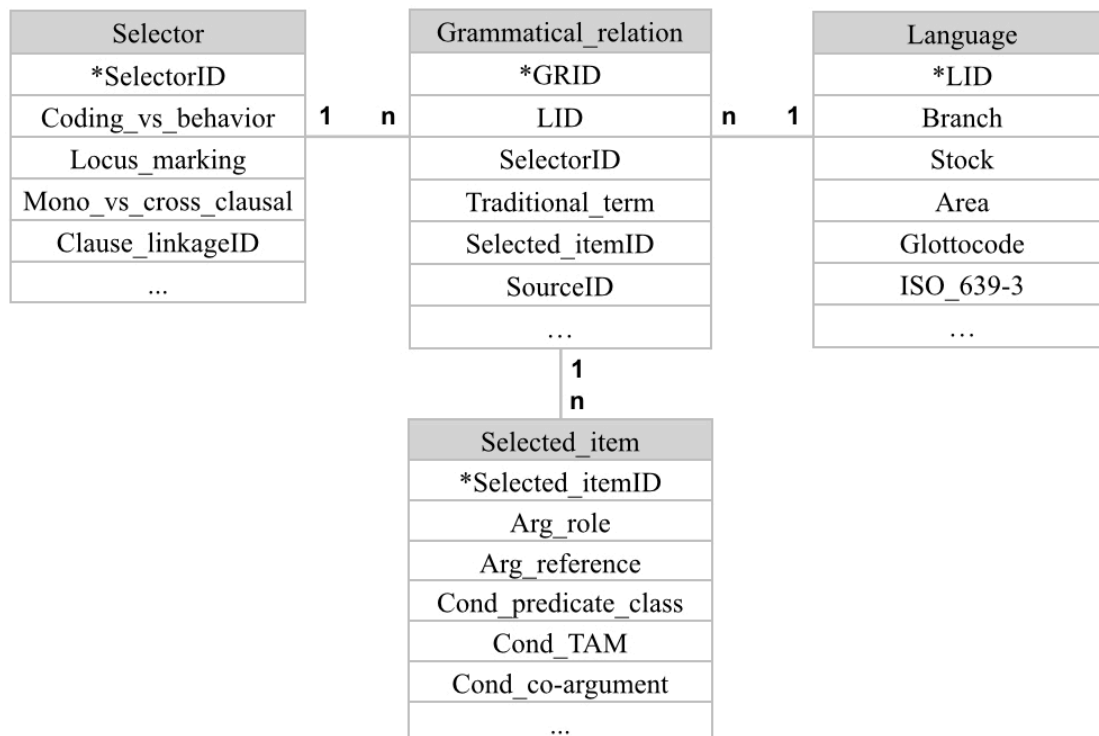 Selector
*SelectorID
Coding_vs_behavior
Locus_marking
Mono_vs_cross_clausal
Clause_linkageID
...
1 n
Grammatical_relation
*GRID
LID
SelectorID
Traditional_term
Selected_itemID
SourceID
...
n 1
Language
*LID
Branch
Stock
Area
Glottocode
ISO_639-3
...
1
n
Selected_item
*Selected_itemID
Arg_role
Arg_reference
Cond_predicate_class
Cond_TAM
Cond_co-argument
...